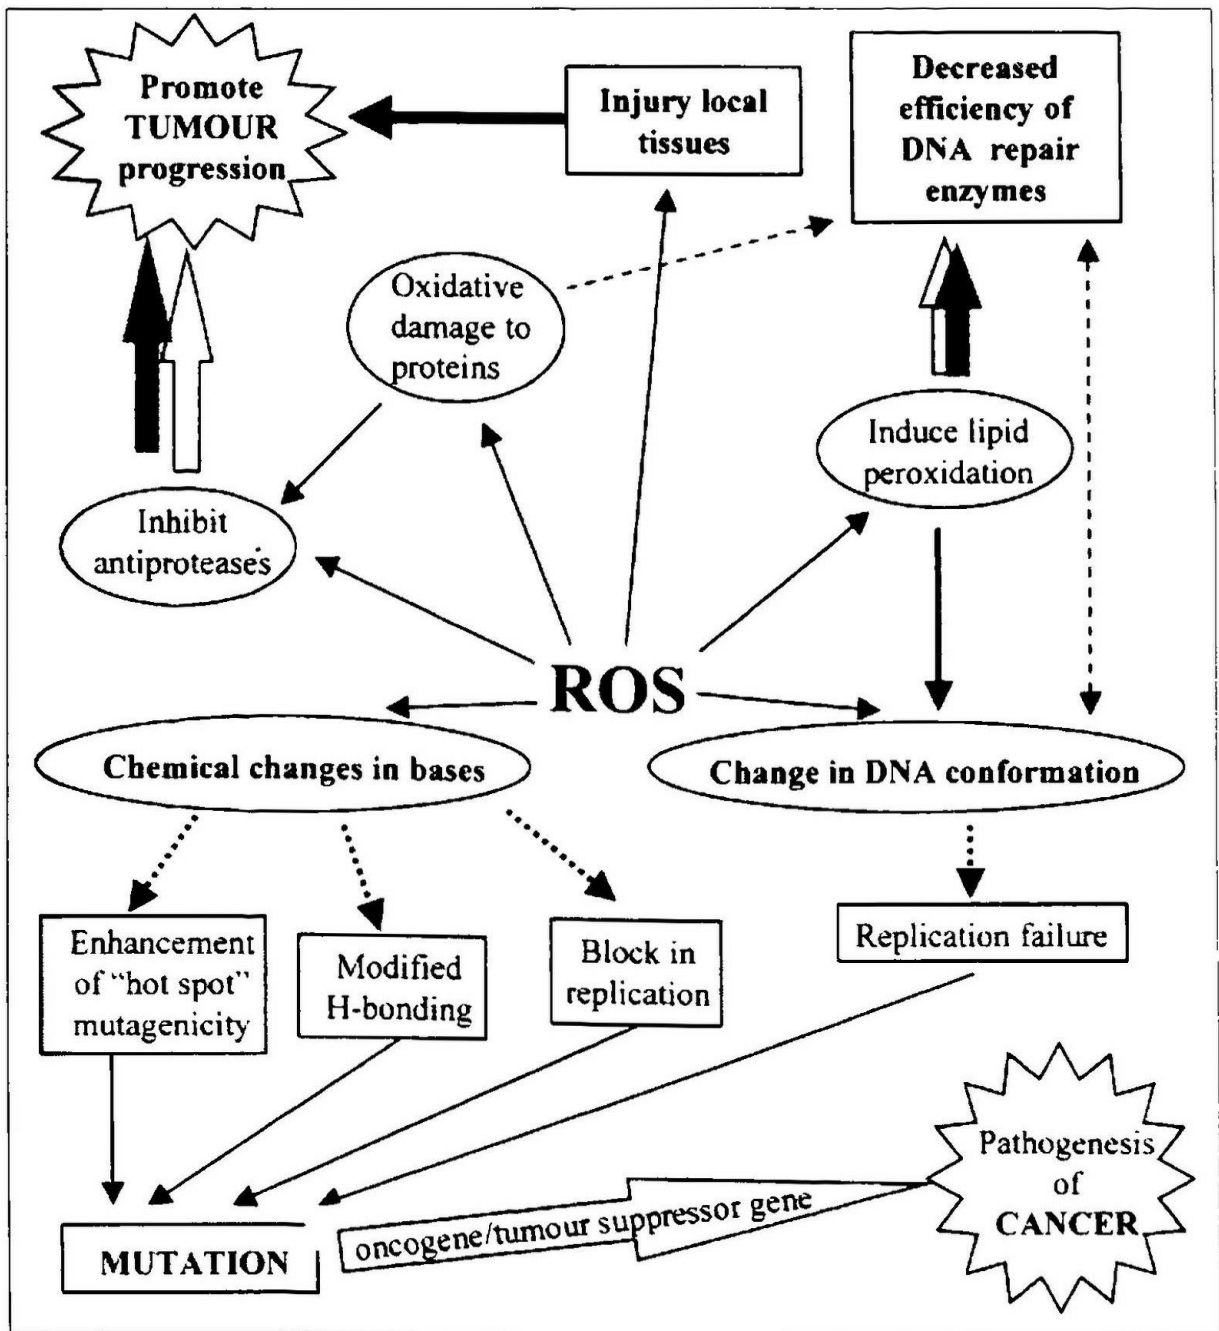 Promote
TUMOUR
progression
Injury local
tissues
Decreased
efficiency of
DNA repair
enzymes
Oxidative
damage to
proteins
Induce lipid
peroxidation
Inhibit
antiproteases
ROS
Chemical changes in bases
Change in DNA conformation
Enhancement
of “hot spot”
mutagenicity
Modified
H-bonding
Block in
replication
Replication failure
Pathogenesis
of
CANCER
oncogene/tumour suppressor gene
MUTATION